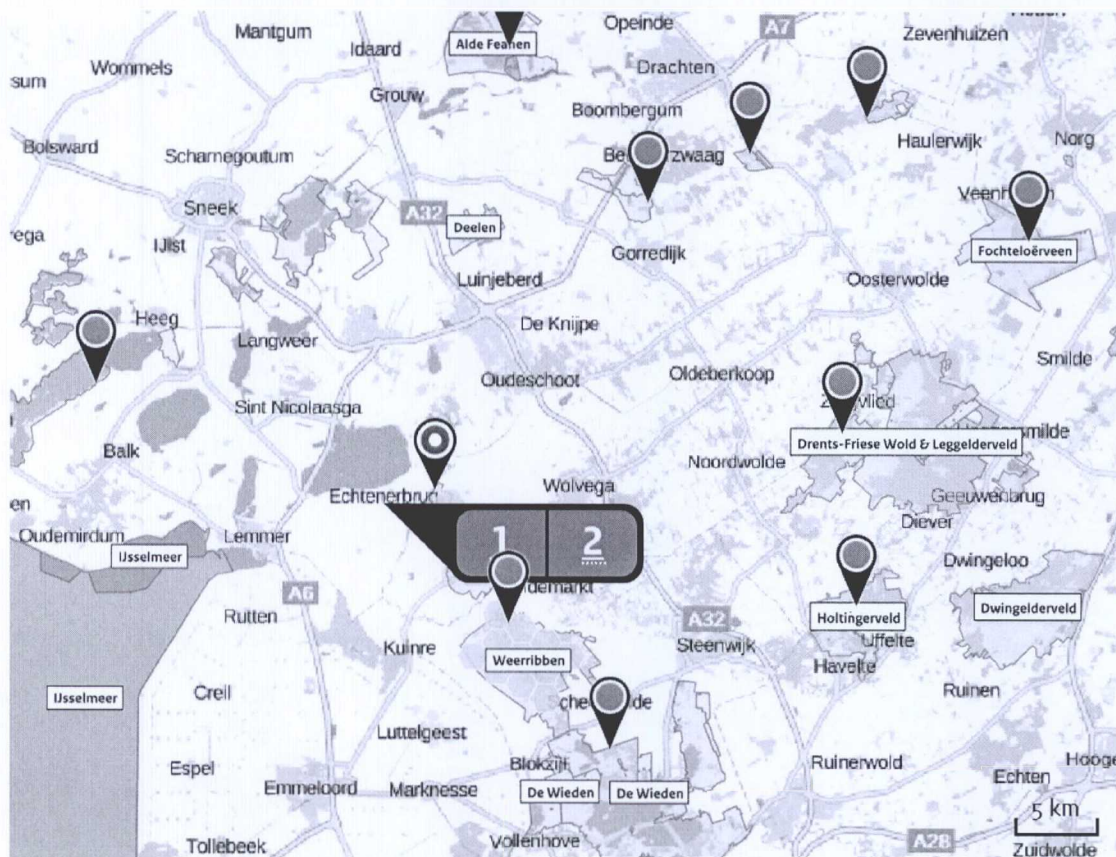 Opeinde
A7
Mantgum
Alde Feanen
Idaard
Zevenhuizen
Wommels
Drachten
sum
Grouw
Boombergum
Bolsward
Haulerwijk
Norg
Scharnegoutum
Sneek
A32
Deelen
rega
IJlst
Gorredijk
Fochteloërveen
Luinjeberd
Oosterwolde
Heeg
De Knijpe
Langweer
Smilde
Oudeschoot
Oldeberkoop
Sint Nicolaasga
Balk
Drents-Friese Wold & Leggelderveld
Noordwolde
Echtenerbrug
Wolvega
Geeuwenbrug
en
Diever
Oudemirdum
Lemmer
1
2
IJsselmeer
Dwingeloo
A6
Rutten
Holtingerveld
Dwingelderveld
A32
Steenwijk
Uffelte
Kuinre
Weerribben
Havelte
IJsselmeer
Creil
Ruinen
Luttelgeest
Espel
Blokzijl
Ruinerwold
Echten
Hooge
Emmeloord
Marknesse
De Wieden
De Wieden
5 km
Tollebeek
Vollenhove
A28
Zuidwolde